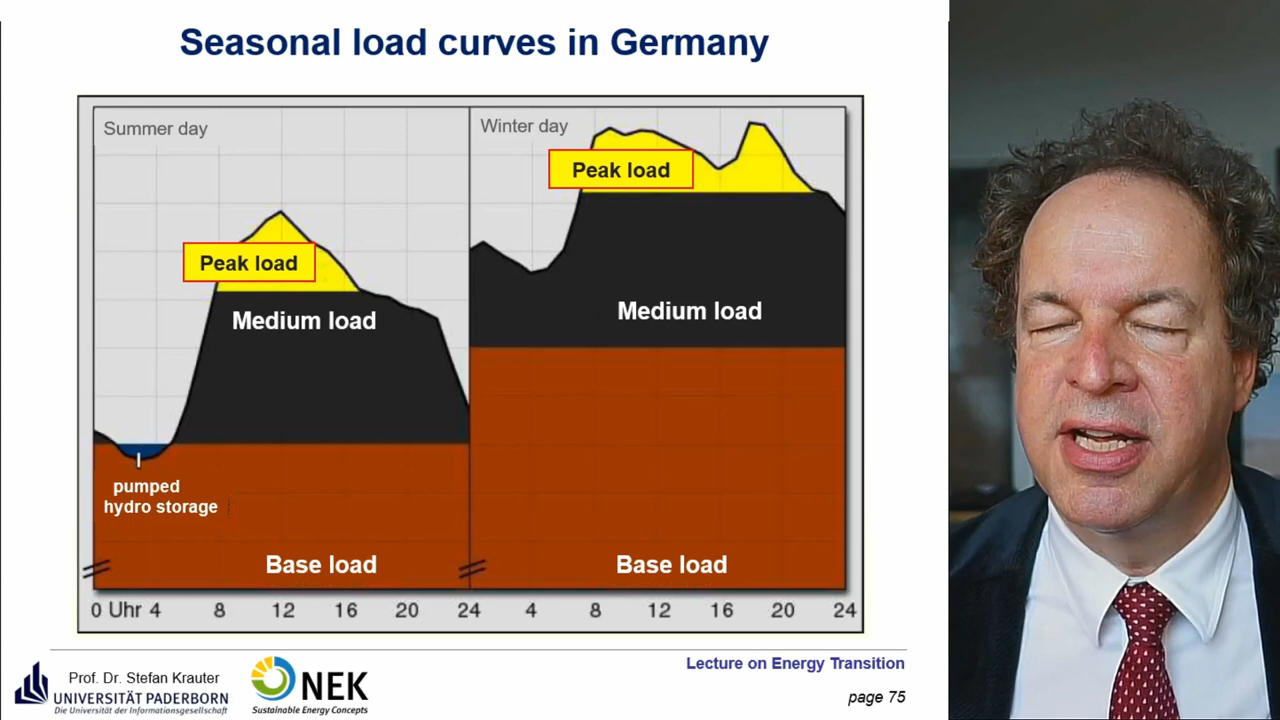 Seasonal load curves in Germany
Summer day
Winter day
Peak load
Peak load
Medium load
Medium load
pumped
hydro storage
Base load
Base load
0 Uhr 4 8 12 16 20 24 4 8 12 16 20 24
Prof. Dr. Stefan Krauter
UNIVERSITÄT PADERBORN
Die Universität der Informationsgesellschaft
NEK
Sustainable Energy Concepts
Lecture on Energy Transition
page 75